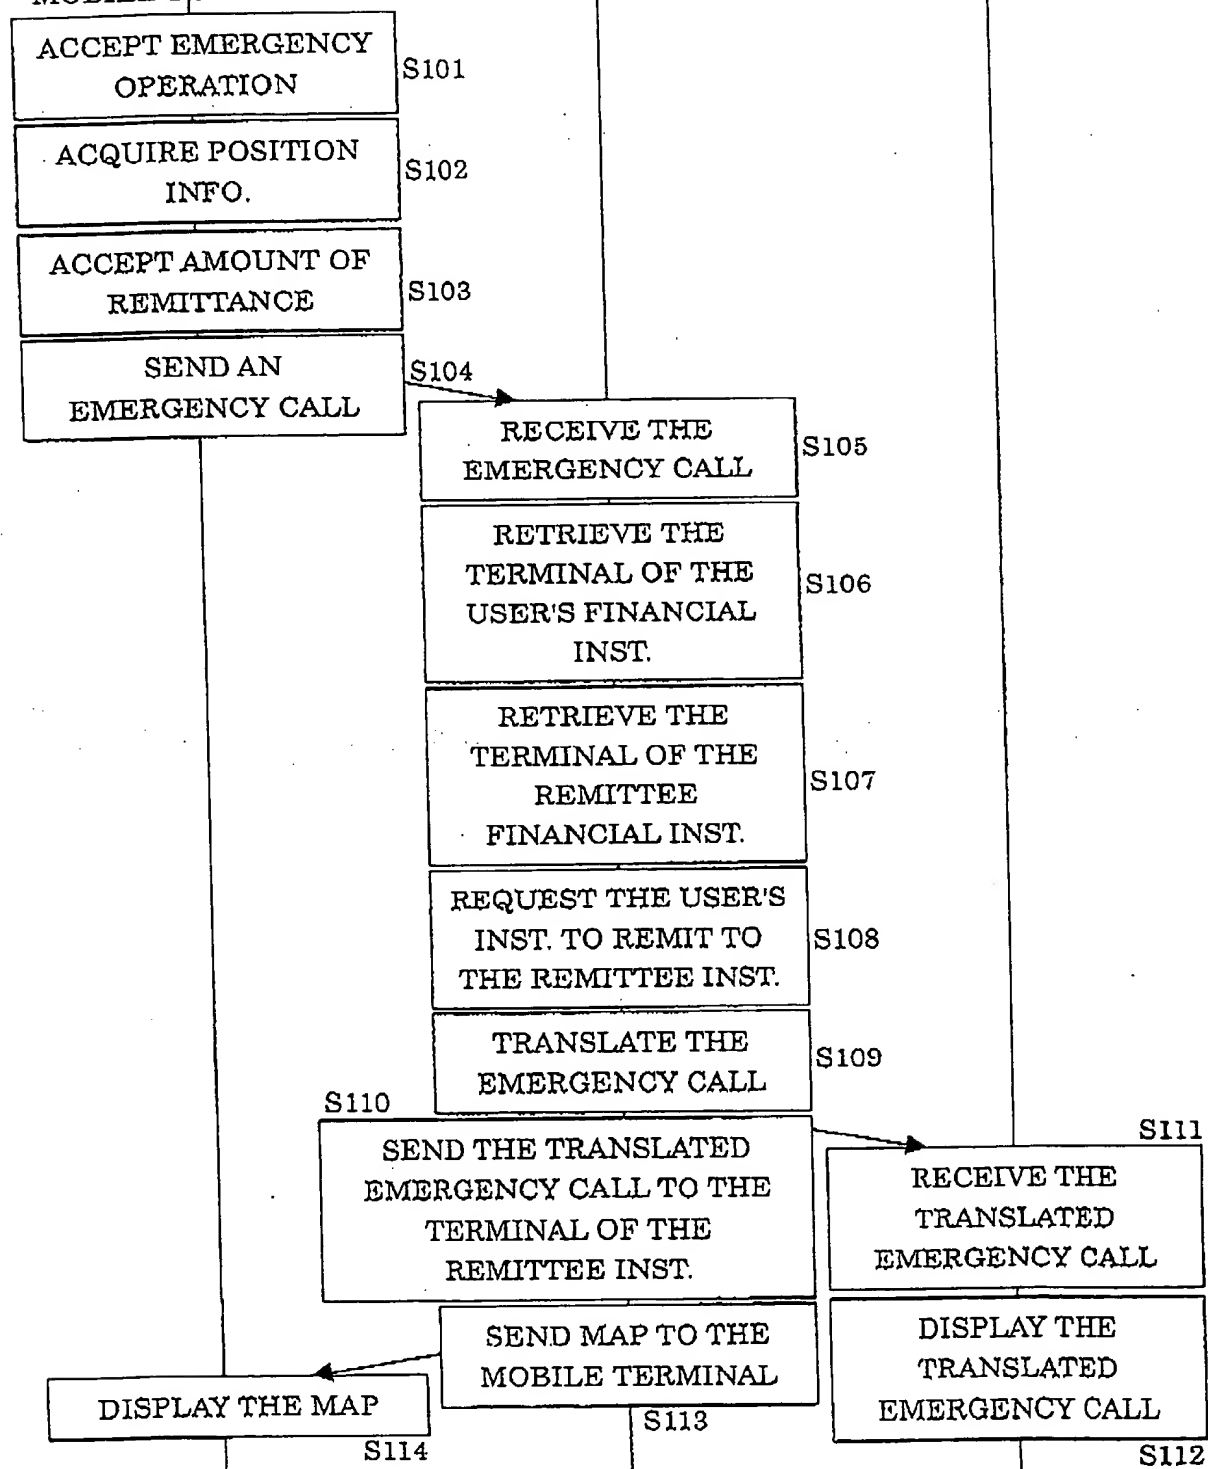 ACCEPT EMERGENCY
OPERATION
S101
ACQUIRE POSITION
INFO.
S102
ACCEPT AMOUNT OF
REMITTANCE
S103
SEND AN
EMERGENCY CALL
S104
RECEIVE THE
EMERGENCY CALL
S105
RETRIEVE THE
TERMINAL OF THE
USER'S FINANCIAL
INST.
S106
RETRIEVE THE
TERMINAL OF THE
REMITTEE
FINANCIAL INST.
S107
REQUEST THE USER'S
INST. TO REMIT TO
THE REMITTEE INST.
S108
TRANSLATE THE
EMERGENCY CALL
S109
S110
SEND THE TRANSLATED
EMERGENCY CALL TO THE
TERMINAL OF THE
REMITTEE INST.
S111
RECEIVE THE
TRANSLATED
EMERGENCY CALL
DISPLAY THE
TRANSLATED
EMERGENCY CALL
S112
SEND MAP TO THE
MOBILE TERMINAL
S113
DISPLAY THE MAP
S114